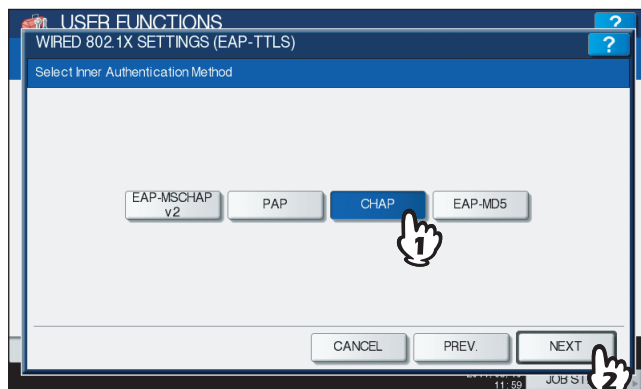 USER FUNCTIONS
?
WIRED 802.1X SETTINGS (EAP-TTLS)
?
Select Inner Authentication Method
EAP-MSCHAP
v2
PAP
CHAP
EAP-MD5
1
CANCEL
PREV.
NEXT
2
11:59
JOB ST